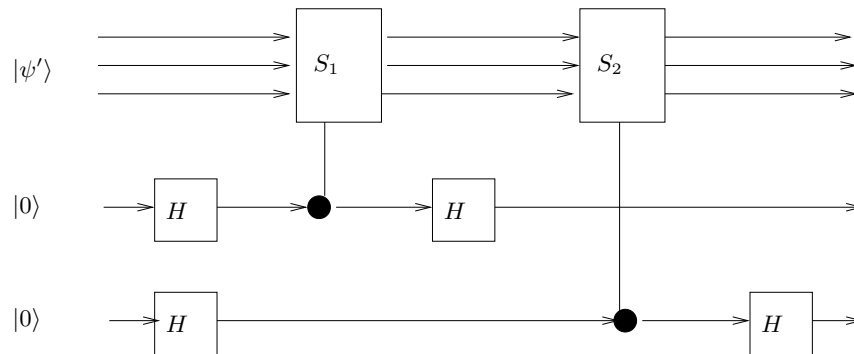 S₁ S₂
|ψ′⟩
|0⟩ H H
|0⟩ H H